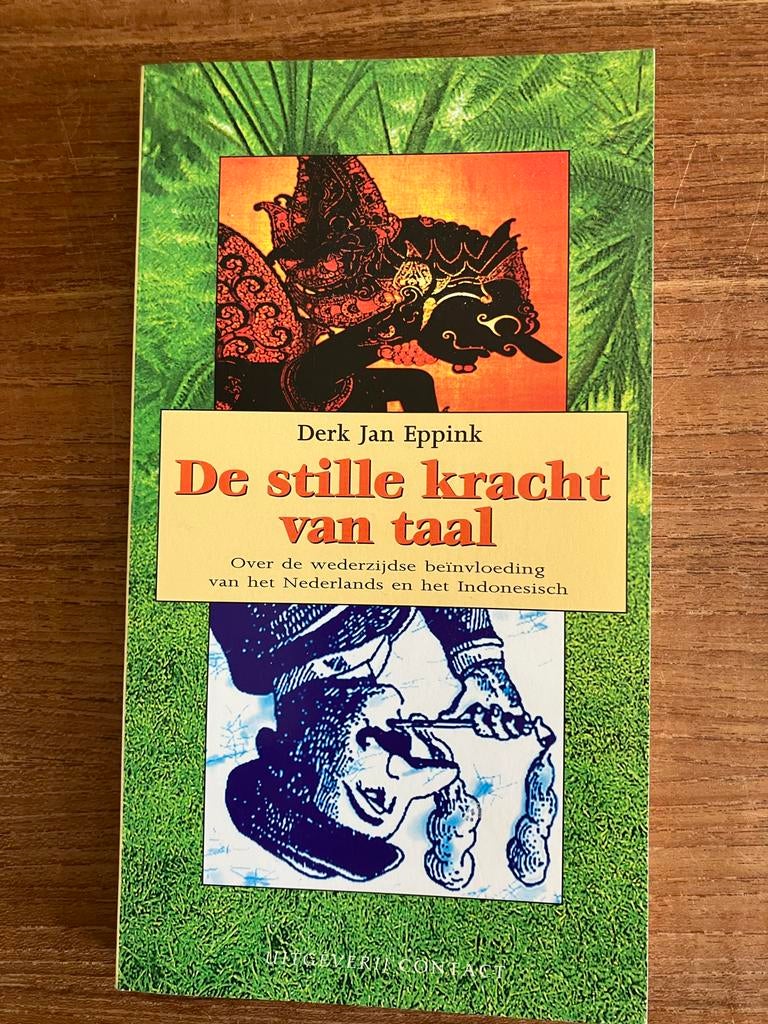 Derk Jan Eppink
De stille kracht
van taal
Over de wederzijdse beïnvloeding
van het Nederlands en het Indonesisch
UITGEVERIJ CONTACT